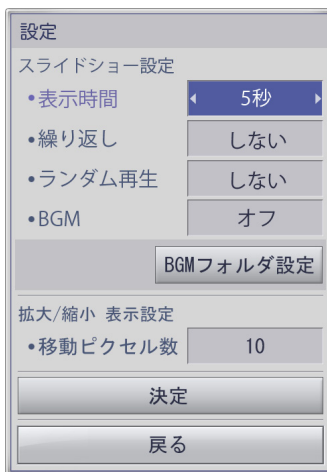 設定
スライドショー設定
•表示時間 5秒
•繰り返し しない
•ランダム再生 しない
•BGM オフ
BGMフォルダ設定
拡大/縮小 表示設定
•移動ピクセル数 10
決定
戻る